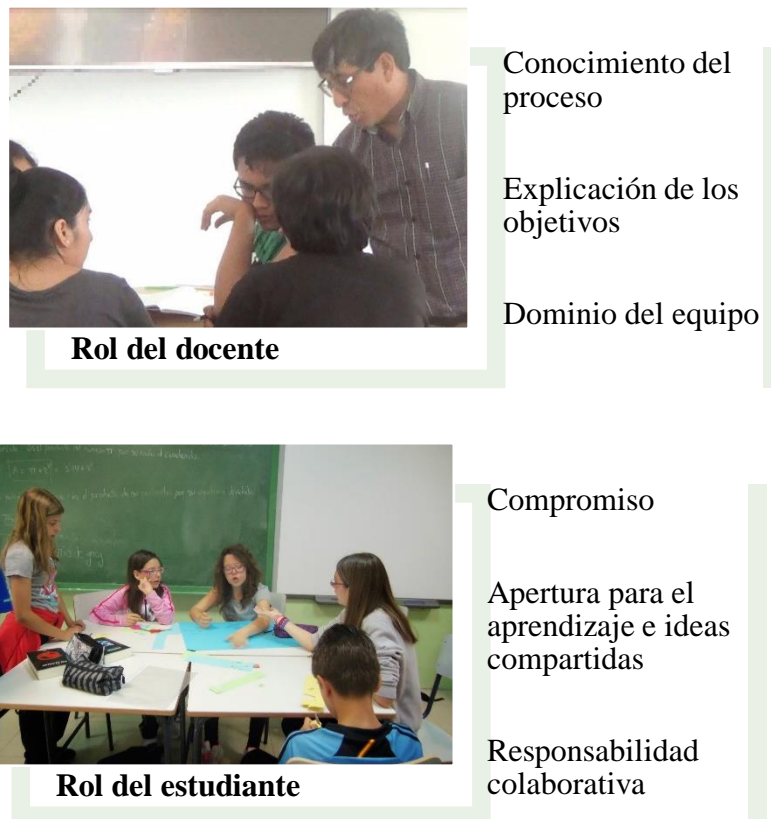 Conocimiento del
proceso
Explicación de los
objetivos
Dominio del equipo
Rol del docente
Compromiso
Apertura para el
aprendizaje e ideas
compartidas
Responsabilidad
colaborativa
Rol del estudiante